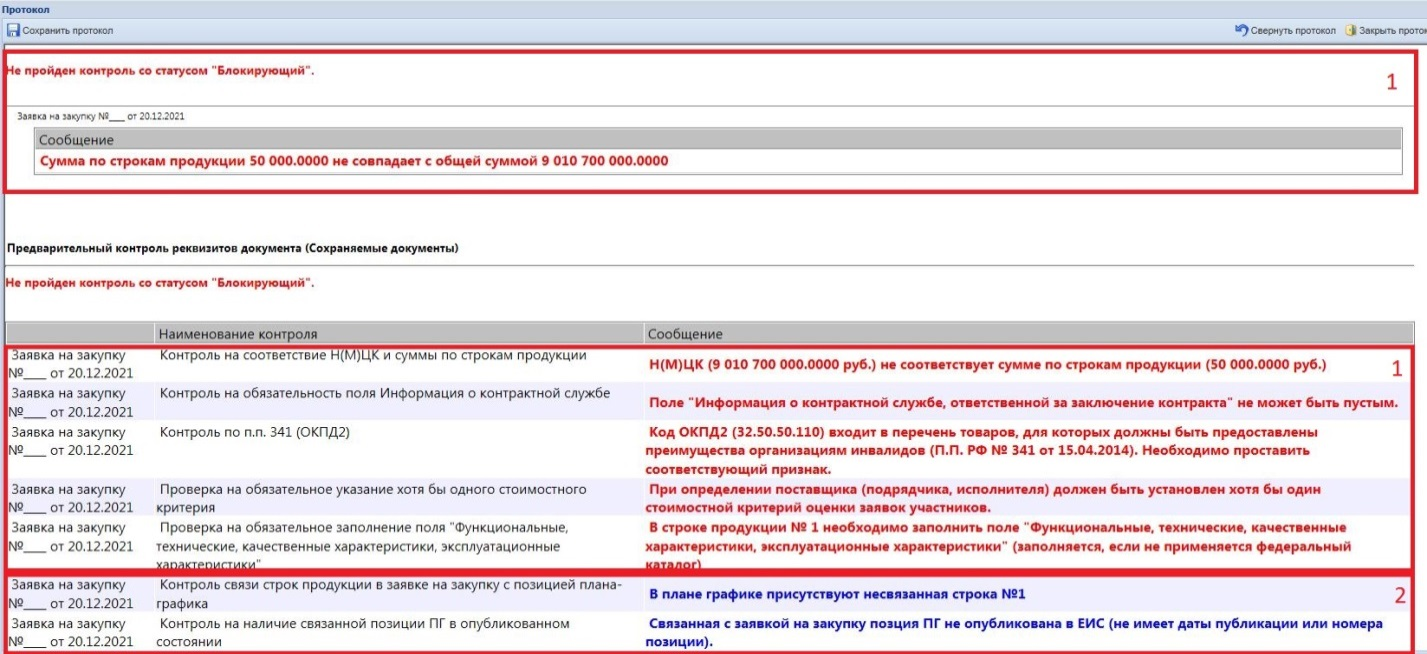 Протокол
Сохранить протокол
Свернуть протокол
Закрыть проток
Не пройден контроль со статусом "Блокирующий".
1
Заявка на закупку №___ от 20.12.2021
Сообщение
Сумма по строкам продукции 50 000.0000 не совпадает с общей суммой 9 010 700 000.0000
Предварительный контроль реквизитов документа (Сохраняемые документы)
Не пройден контроль со статусом "Блокирующий".
Наименование контроля
Сообщение
Заявка на закупку
№___ от 20.12.2021
Контроль на соответствие Н(М)ЦК и суммы по строкам продукции
Н(М)ЦК (9 010 700 000.0000 руб.) не соответствует сумме по строкам продукции (50 000.0000 руб.)
1
Заявка на закупку
№___ от 20.12.2021
Контроль на обязательность поля Информация о контрактной службе
Поле "Информация о контрактной службе, ответственной за заключение контракта" не может быть пустым.
Заявка на закупку
№___ от 20.12.2021
Контроль по п.п. 341 (ОКПД2)
Код ОКПД2 (32.50.50.110) входит в перечень товаров, для которых должны быть предоставлены
преимущества организациям инвалидов (П.П. РФ № 341 от 15.04.2014). Необходимо проставить
соответствующий признак.
Заявка на закупку
№___ от 20.12.2021
Проверка на обязательное указание хотя бы одного стоимостного
критерия
При определении поставщика (подрядчика, исполнителя) должен быть установлен хотя бы один
стоимостной критерий оценки заявок участников.
Заявка на закупку
№___ от 20.12.2021
Проверка на обязательное заполнение поля "Функциональные,
технические, качественные характеристики, эксплуатационные
характеристики"
В строке продукции № 1 необходимо заполнить поле "Функциональные, технические, качественные
характеристики, эксплуатационные характеристики" (заполняется, если не применяется федеральный
каталог)
Заявка на закупку
№___ от 20.12.2021
Контроль связи строк продукции в заявке на закупку с позицией плана-
графика
В плане графике присутствуют несвязанная строка №1
2
Заявка на закупку
№___ от 20.12.2021
Контроль на наличие связанной позиции ПГ в опубликованном
состоянии
Связанная с заявкой на закупку позция ПГ не опубликована в ЕИС (не имеет даты публикации или номера
позиции).